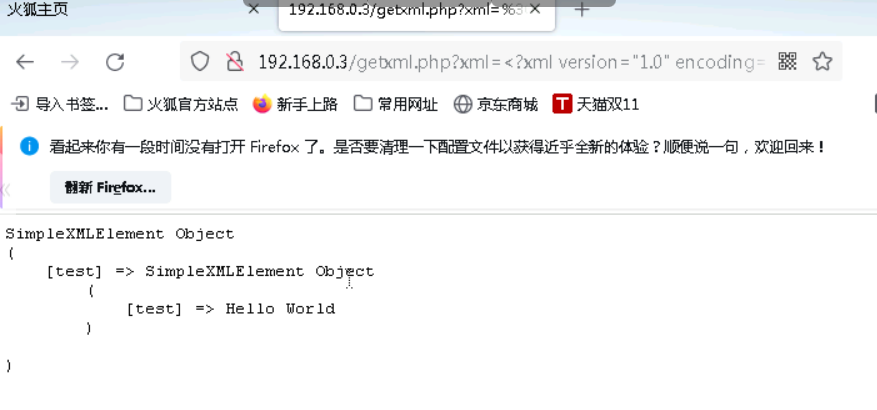 火狐主页
192.168.0.3/getxml.php?xml=%3
192.168.0.3/getxml.php?xml=<?xml version="1.0" encoding=
导入书签... 火狐官方站点 新手上路 常用网址 京东商城 天猫双11
看起来你有一段时间没有打开 Firefox 了。是否要清理一下配置文件以获得近乎全新的体验？顺便说一句，欢迎回来！
翻新 Firefox...
SimpleXMLElement Object
(
[test] => SimpleXMLElement Object
(
[test] => Hello World
)
)